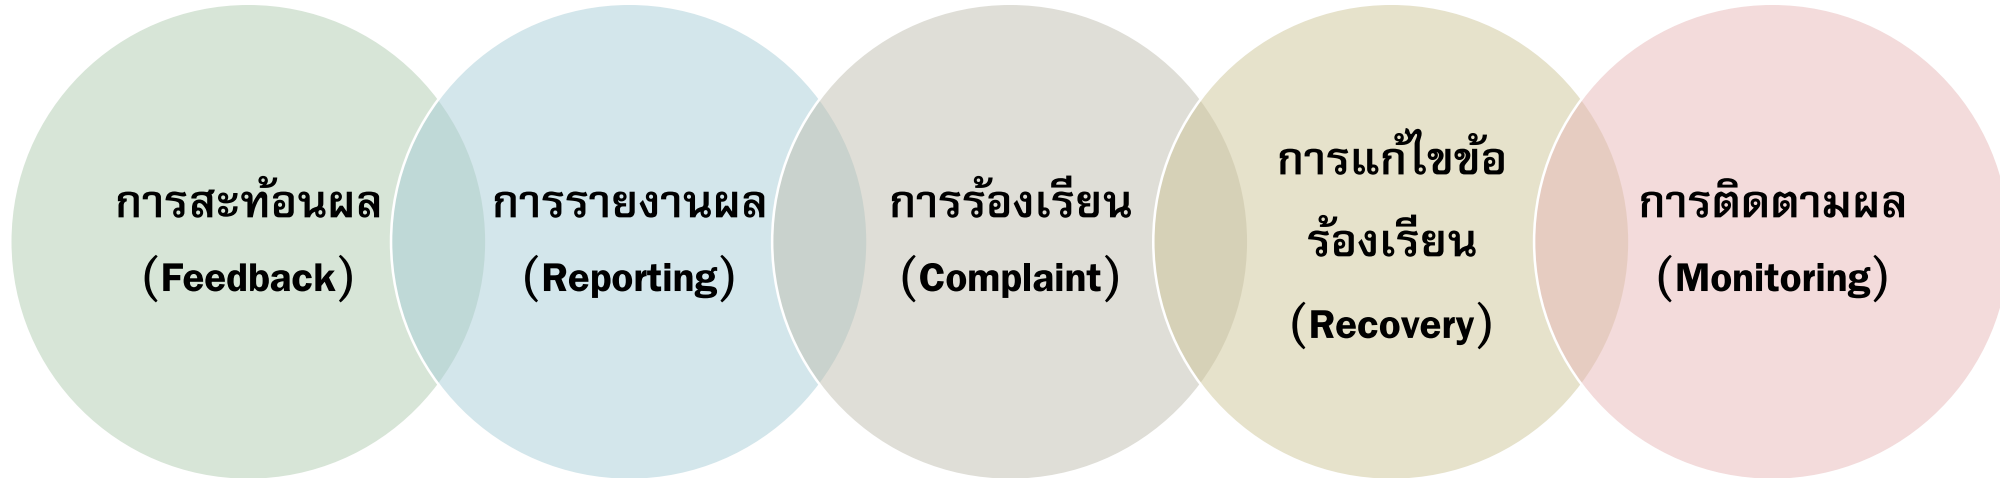 การสะท้อนผล
(Feedback)
การรายงานผล
(Reporting)
การร้องเรียน
(Complaint)
การแก้ไขข้อ
ร้องเรียน
(Recovery)
การติดตามผล
(Monitoring)